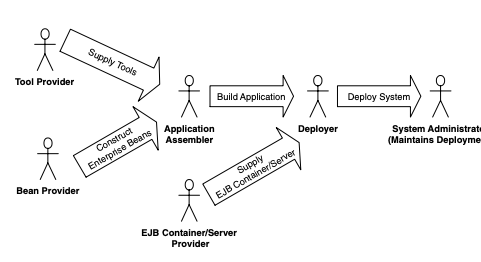 Supply Tools
Tool Provider
Build Application
Deploy System
Application
Assembler
Deployer
System Administrat
(Maintains Deployme
Construct
Enterprise Beans
Bean Provider
Supply
EJB Container/Server
EJB Container/Server
Provider